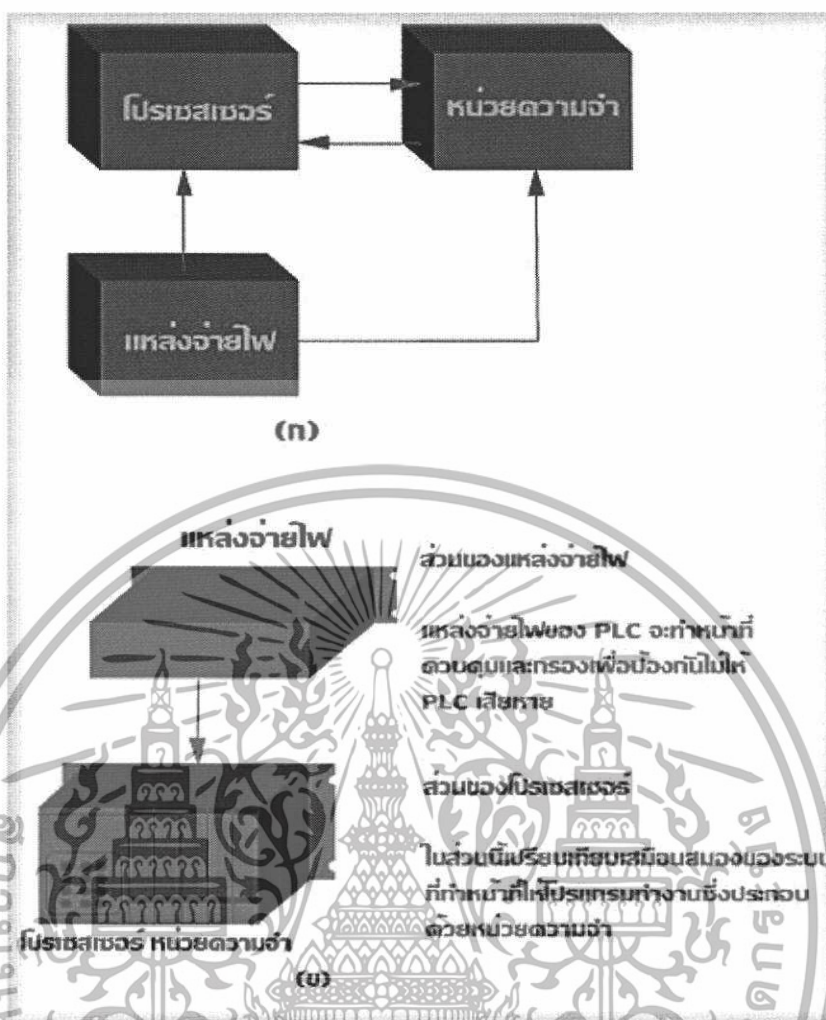 โปรเซสเซอร์
หน่วยความจำ
แหล่งจ่ายไฟ
(ก)
แหล่งจ่ายไฟ
ส่วนของแหล่งจ่ายไฟ
แหล่งจ่ายไฟของ PLC จะทำหน้าที่
ควบคุมและกรองเพื่อป้องกันไม่ให้
PLC เสียหาย
ส่วนของโปรเซสเซอร์
ในส่วนนี้เปรียบเทียบเสมือนสมองของระบบ
ที่ทำหน้าที่ให้โปรแกรมทำงานซึ่งประกอบ
ด้วยหน่วยความจำ
โปรเซสเซอร์ หน่วยความจำ
(ข)